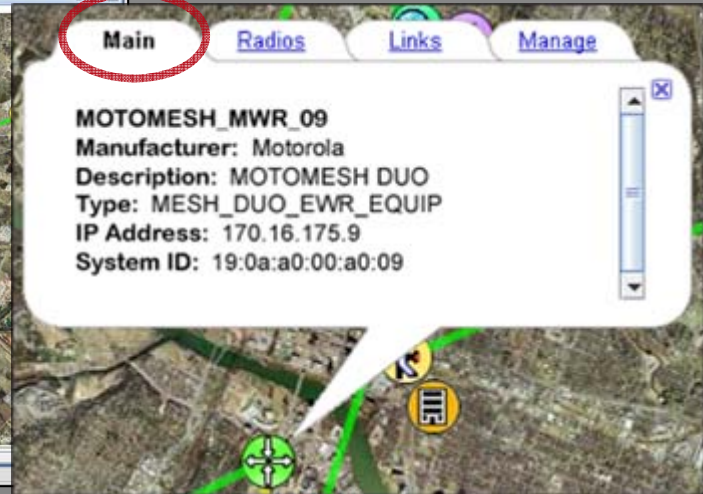 Main Radios Links Manage
MOTOMESH_MWR_09
Manufacturer: Motorola
Description: MOTOMESH DUO
Type: MESH_DUO_EWR_EQUIP
IP Address: 170.16.175.9
System ID: 19:0a:a0:00:a0:09